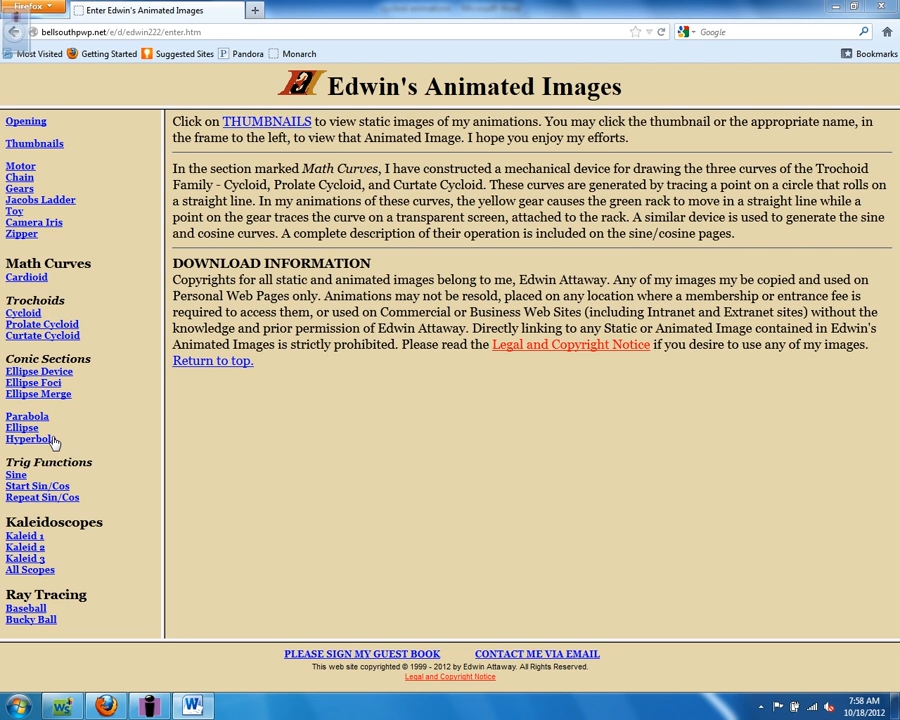 Firefox
Enter Edwin's Animated Images
bellsouthpwp.net/e/d/edwin222/enter.htm
Google
Most Visited
Getting Started
Suggested Sites
Pandora
Monarch
Bookmarks
Edwin's Animated Images
Opening
Thumbnails
Motor
Chain
Gears
Jacobs Ladder
Toy
Camera Iris
Zipper
Math Curves
Cardioid
Trochoids
Cycloid
Prolate Cycloid
Curtate Cycloid
Conic Sections
Ellipse Device
Ellipse Foci
Ellipse Merge
Parabola
Ellipse
Hyperbola
Trig Functions
Sine
Start Sin/Cos
Repeat Sin/Cos
Kaleidoscopes
Kaleid 1
Kaleid 2
Kaleid 3
All Scopes
Ray Tracing
Baseball
Bucky Ball
Click on THUMBNAILS to view static images of my animations. You may click the thumbnail or the appropriate name, in
the frame to the left, to view that Animated Image. I hope you enjoy my efforts.
In the section marked Math Curves, I have constructed a mechanical device for drawing the three curves of the Trochoid
Family - Cycloid, Prolate Cycloid, and Curtate Cycloid. These curves are generated by tracing a point on a circle that rolls on
a straight line. In my animations of these curves, the yellow gear causes the green rack to move in a straight line while a
point on the gear traces the curve on a transparent screen, attached to the rack. A similar device is used to generate the sine
and cosine curves. A complete description of their operation is included on the sine/cosine pages.
DOWNLOAD INFORMATION
Copyrights for all static and animated images belong to me, Edwin Attaway. Any of my images my be copied and used on
Personal Web Pages only. Animations may not be resold, placed on any location where a membership or entrance fee is
required to access them, or used on Commercial or Business Web Sites (including Intranet and Extranet sites) without the
knowledge and prior permission of Edwin Attaway. Directly linking to any Static or Animated Image contained in Edwin's
Animated Images is strictly prohibited. Please read the Legal and Copyright Notice if you desire to use any of my images.
Return to top.
PLEASE SIGN MY GUEST BOOK CONTACT ME VIA EMAIL
This web site copyrighted © 1999 - 2012 by Edwin Attaway. All Rights Reserved.
Legal and Copyright Notice
7:58 AM
10/18/2012